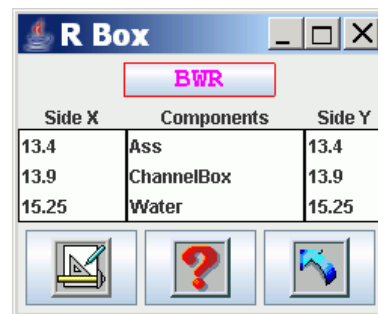 R Box
BWR
Side X Components Side Y
13.4 Ass 13.4
13.9 ChannelBox 13.9
15.25 Water 15.25